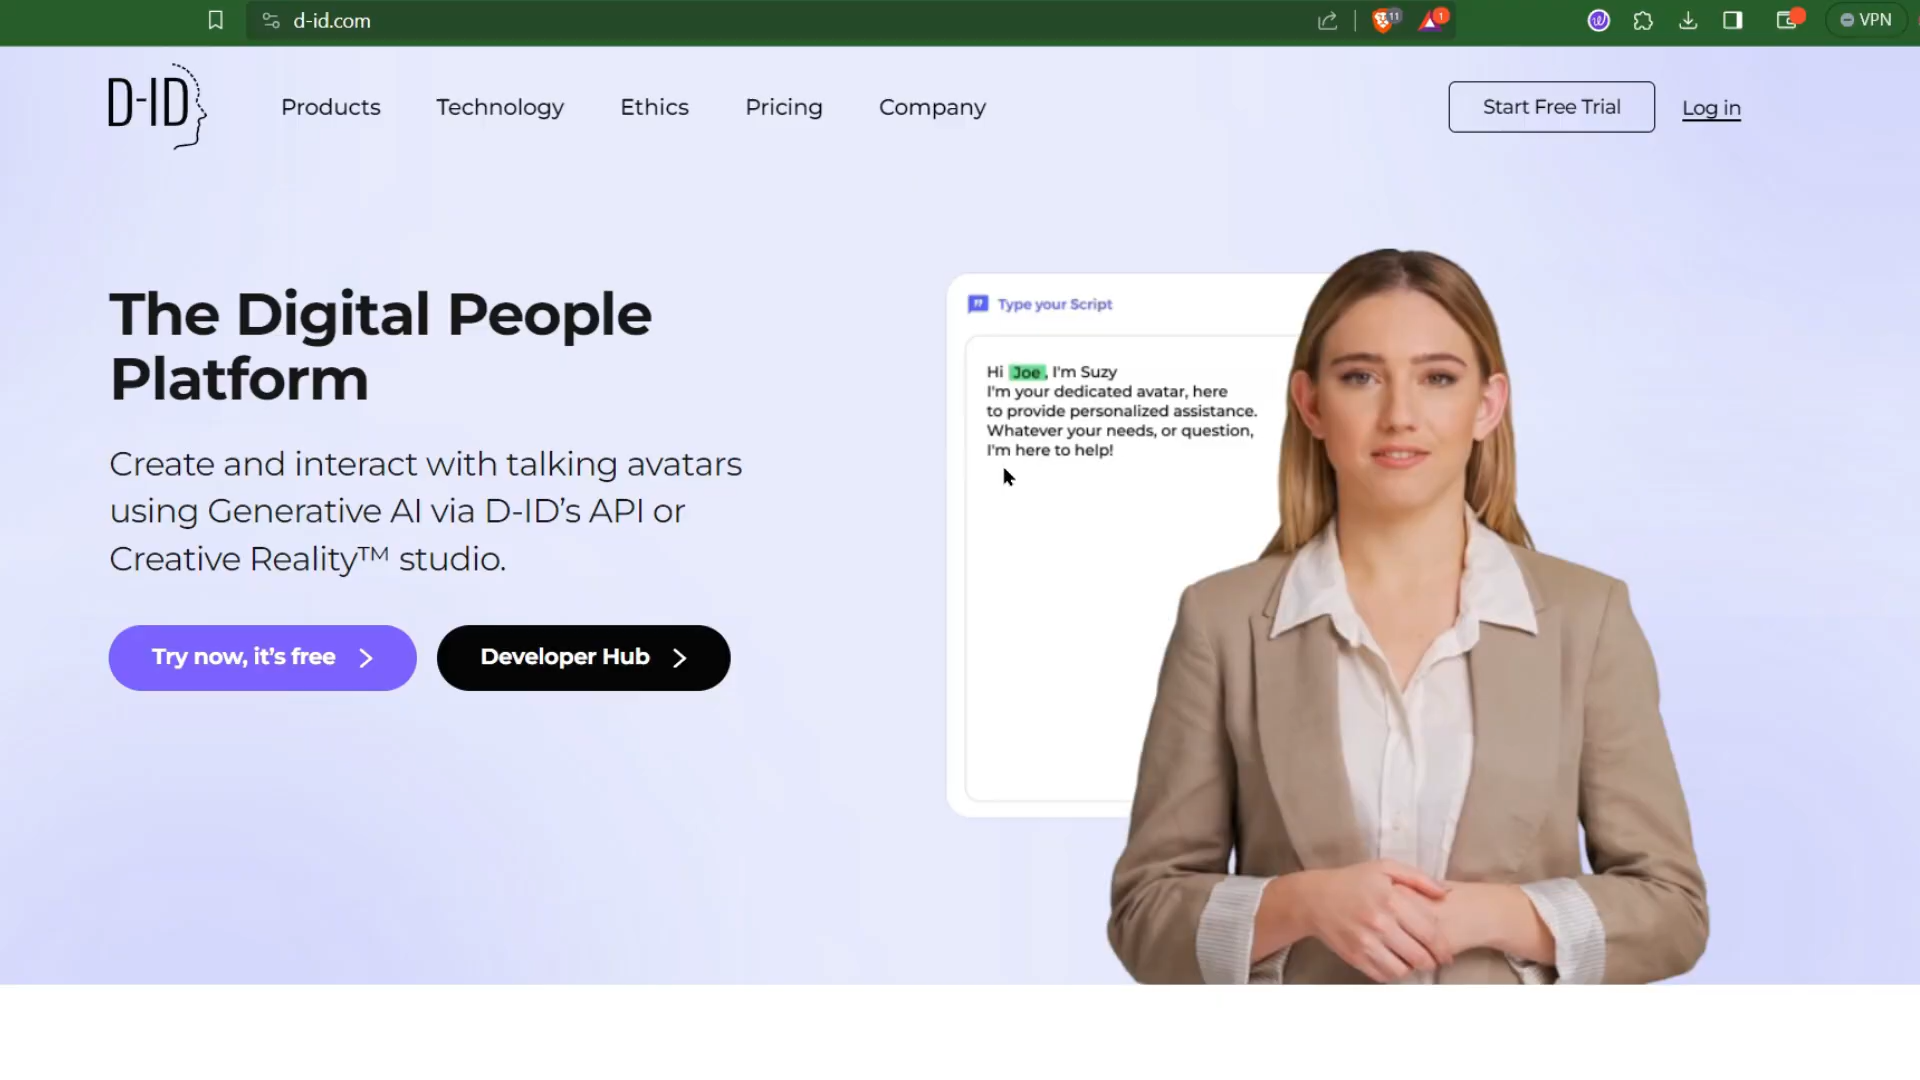 d-id.com
11
1
VPN
D-ID
Products
Technology
Ethics
Pricing
Company
Start Free Trial
Log in
The Digital People
Platform
Create and interact with talking avatars
using Generative AI via D-ID’s API or
Creative Reality™ studio.
Try now, it’s free
Developer Hub
Type your Script
Hi Joe, I'm Suzy
I'm your dedicated avatar, here
to provide personalized assistance.
Whatever your needs, or question,
I'm here to help!